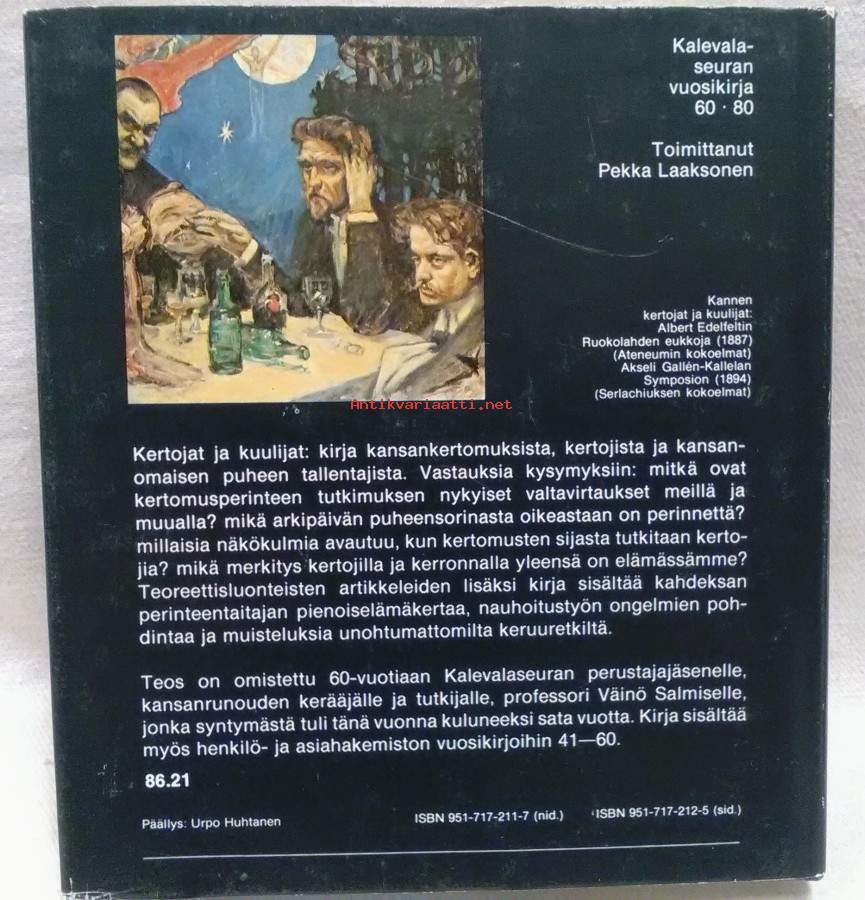 Kalevala-
seuran
vuosikirja
60 · 80
Toimittanut
Pekka Laaksonen
Kannen
kertojat ja kuulijat:
Albert Edelfeltin
Ruokolahden eukkoja (1887)
(Ateneumin kokoelmat)
Akseli Gallén-Kallelan
Symposion (1894)
(Serlachiuksen kokoelmat)
Antikvariaatti.net
Kertojat ja kuulijat: kirja kansankertomuksista, kertojista ja kansan-
omaisen puheen tallentajista. Vastauksia kysymyksiin: mitkä ovat
kertomusperinteen tutkimuksen nykyiset valtavirtaukset meillä ja
muualla? mikä arkipäivän puheensorinasta oikeastaan on perinnettä?
millaisia näkökulmia avautuu, kun kertomusten sijasta tutkitaan kerto-
jia? mikä merkitys kertojilla ja kerronnalla yleensä on elämässämme?
Teoreettisluonteisten artikkeleiden lisäksi kirja sisältää kahdeksan
perinteentaitajan pienoiselämäkertaa, nauhoitustyön ongelmien poh-
dintaa ja muisteluksia unohtumattomilta keruuretkiltä.
Teos on omistettu 60-vuotiaan Kalevalaseuran perustajajäsenelle,
kansanrunouden kerääjälle ja tutkijalle, professori Väinö Salmiselle,
jonka syntymästä tuli tänä vuonna kuluneeksi sata vuotta. Kirja sisältää
myös henkilö- ja asiahakemiston vuosikirjoihin 41—60.
86.21
Päällys: Urpo Huhtanen
ISBN 951-717-211-7 (nid.)
ISBN 951-717-212-5 (sid.)